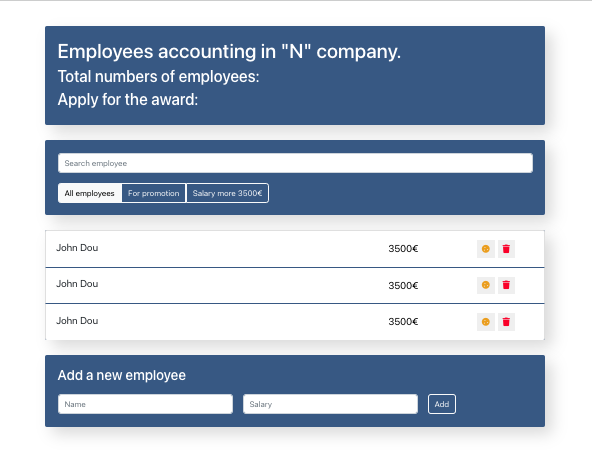 Employees accounting in "N" company.
Total numbers of employees:
Apply for the award:
Search employee
All employees For promotion Salary more 3500€
John Dou 3500€
John Dou 3500€
John Dou 3500€
Add a new employee
Name Salary Add